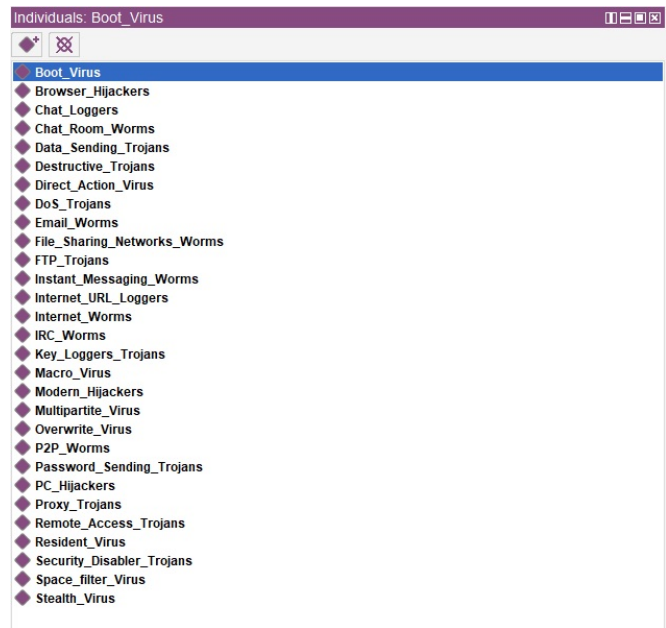 Individuals: Boot_Virus
Boot_Virus
Browser_Hijackers
Chat_Loggers
Chat_Room_Worms
Data_Sending_Trojans
Destructive_Trojans
Direct_Action_Virus
DoS_Trojans
Email_Worms
File_Sharing_Networks_Worms
FTP_Trojans
Instant_Messaging_Worms
Internet_URL_Loggers
Internet_Worms
IRC_Worms
Key_Loggers_Trojans
Macro_Virus
Modern_Hijackers
Multipartite_Virus
Overwrite_Virus
P2P_Worms
Password_Sending_Trojans
PC_Hijackers
Proxy_Trojans
Remote_Access_Trojans
Resident_Virus
Security_Disabler_Trojans
Space_filter_Virus
Stealth_Virus